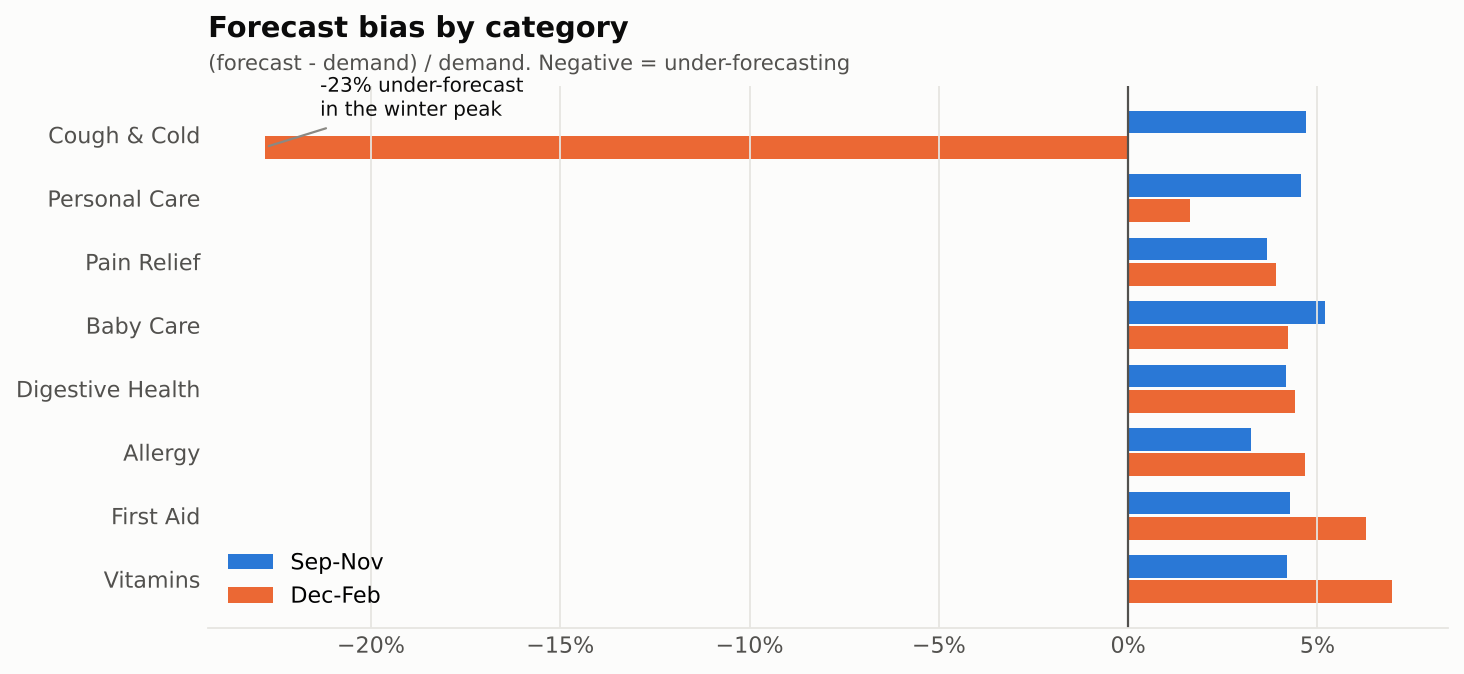 Forecast bias by category
(forecast - demand) / demand. Negative = under-forecasting
-23% under-forecast
in the winter peak
Cough & Cold
Personal Care
Pain Relief
Baby Care
Digestive Health
Allergy
First Aid
Vitamins
Sep-Nov
Dec-Feb
−20%
−15%
−10%
−5%
0%
5%